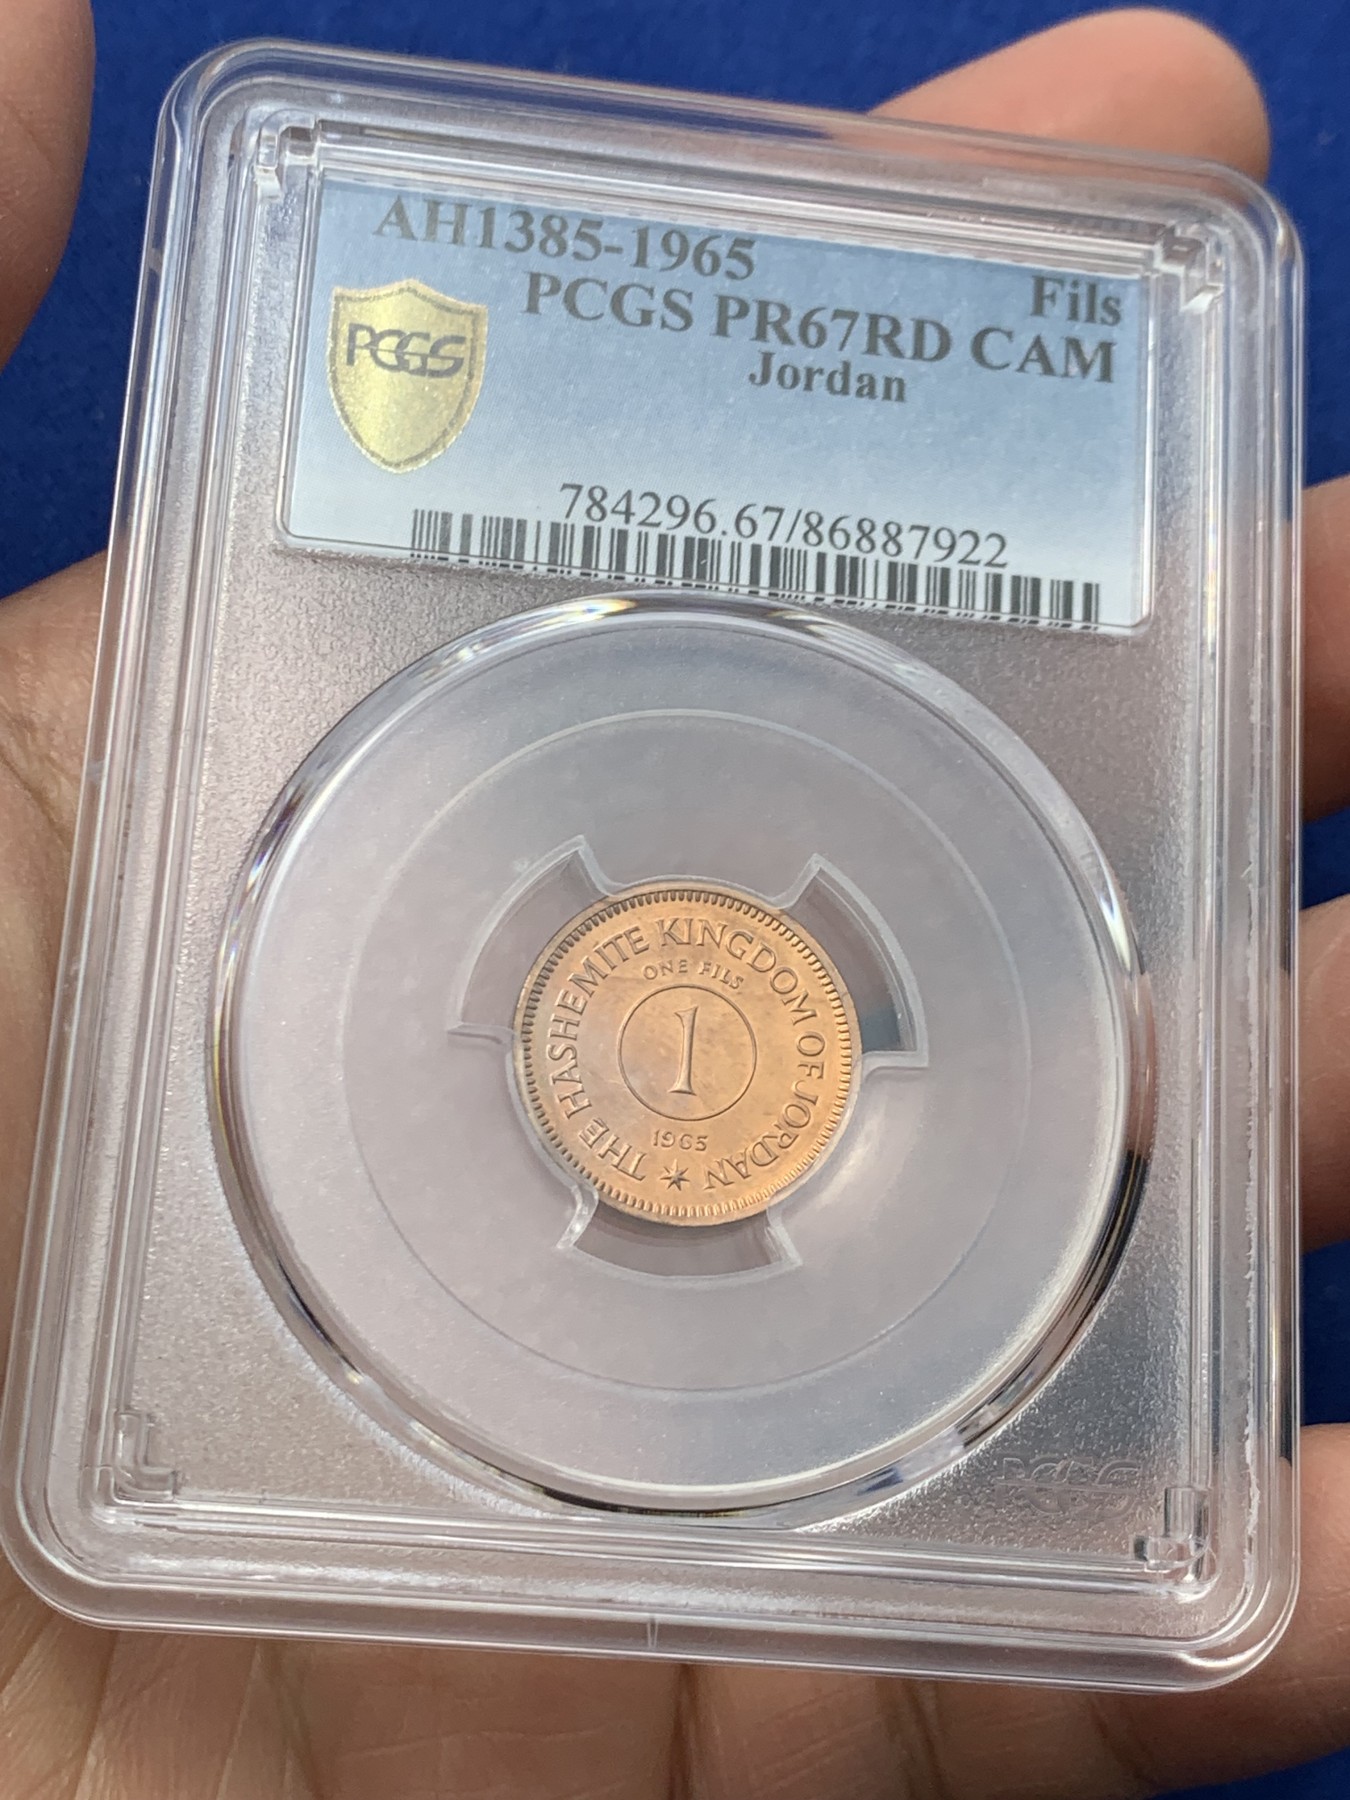 AH1385-1965 Fils
PCGS PR67RD CAM
Jordan
PCGS
784296.67/86887922
THE HASHEMITE KINGDOM OF JORDAN
ONE FILS
1
1965
PCGS